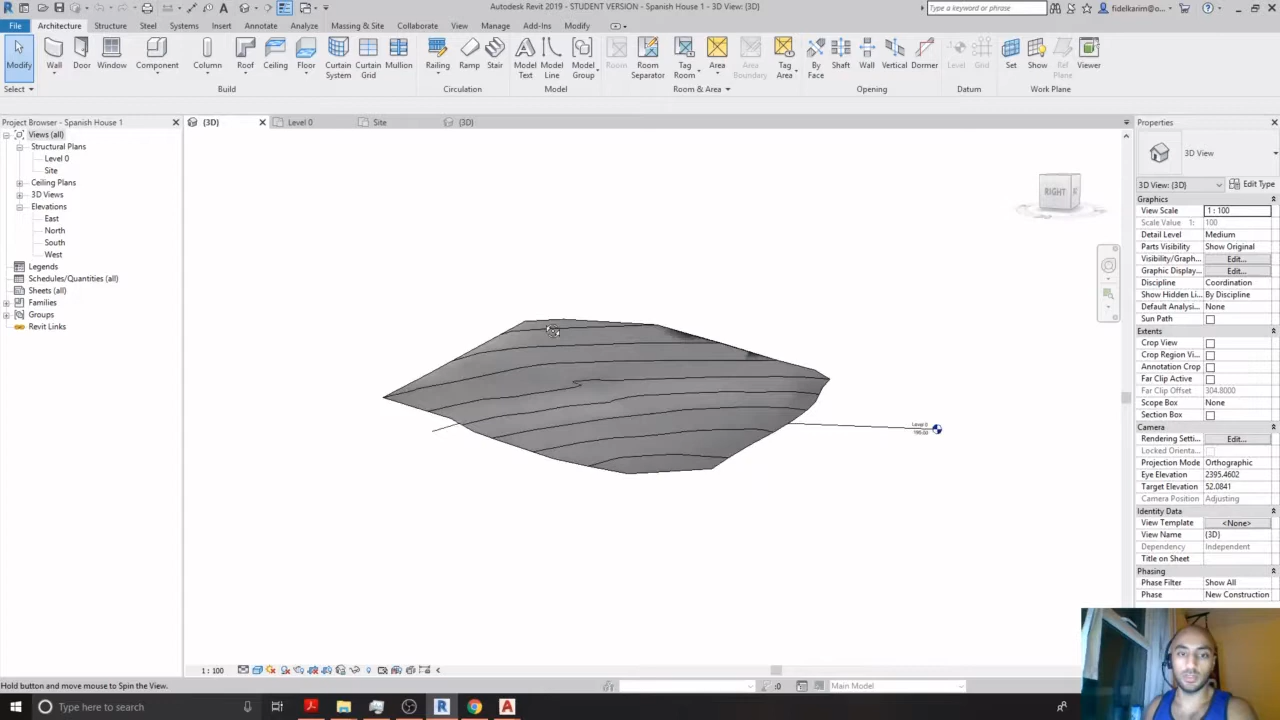 Autodesk Revit 2019 - STUDENT VERSION - Spanish House 1 - 3D View: {3D}
Type a keyword or phrase
fidelkarim@o...
File Architecture Structure Steel Systems Insert Annotate Analyze Massing & Site Collaborate View Manage Add-Ins Modify
Modify Wall Door Window Component Column Roof Ceiling Floor Curtain System Curtain Grid Mullion Railing Ramp Stair Model Text Model Line Model Group Room Room Separator Tag Room Area Area Boundary Tag Area By Face Shaft Wall Vertical Dormer Level Grid Set Show Ref Plane Viewer
Select Build Circulation Model Room & Area Opening Datum Work Plane
Project Browser - Spanish House 1
{3D} Level 0 Site {3D}
Views (all)
Structural Plans
Level 0
Site
Ceiling Plans
3D Views
Elevations
East
North
South
West
Legends
Schedules/Quantities (all)
Sheets (all)
Families
Groups
Revit Links
RIGHT
Level 0
Properties
3D View
3D View: {3D} Edit Type
Graphics
View Scale 1 : 100
Scale Value 1: 100
Detail Level Medium
Parts Visibility Show Original
Visibility/Graph... Edit...
Graphic Display... Edit...
Discipline Coordination
Show Hidden Li... By Discipline
Default Analysi... None
Sun Path
Extents
Crop View
Crop Region Vi...
Annotation Crop
Far Clip Active
Far Clip Offset 304.8000
Scope Box None
Section Box
Camera
Rendering Setti... Edit...
Locked Orienta...
Projection Mode Orthographic
Eye Elevation 2395.4602
Target Elevation 52.0841
Camera Position Adjusting
Identity Data
View Template <None>
View Name {3D}
Dependency Independent
Title on Sheet
Phasing
Phase Filter Show All
Phase New Construction
1 : 100
Hold button and move mouse to Spin the View.
:0
Main Model
Type here to search